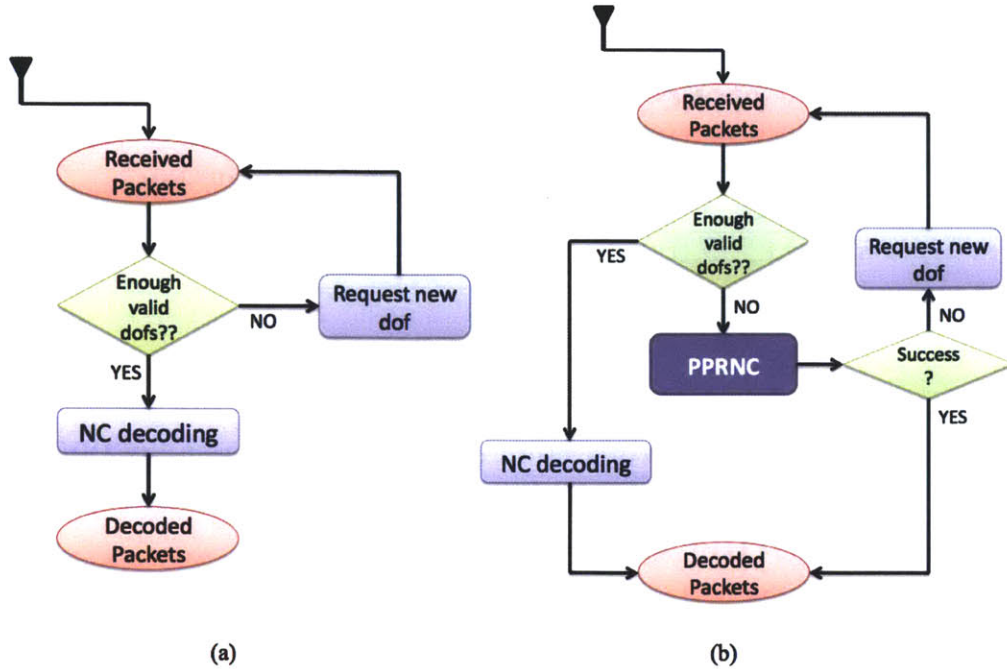 Received
Packets
Enough
valid
dofs??
NO
Request new
dof
YES
NC decoding
Decoded
Packets
(a)
Received
Packets
Enough
valid
dofs??
YES
NO
Request new
dof
NO
PPRNC
Success
?
YES
NC decoding
Decoded
Packets
(b)